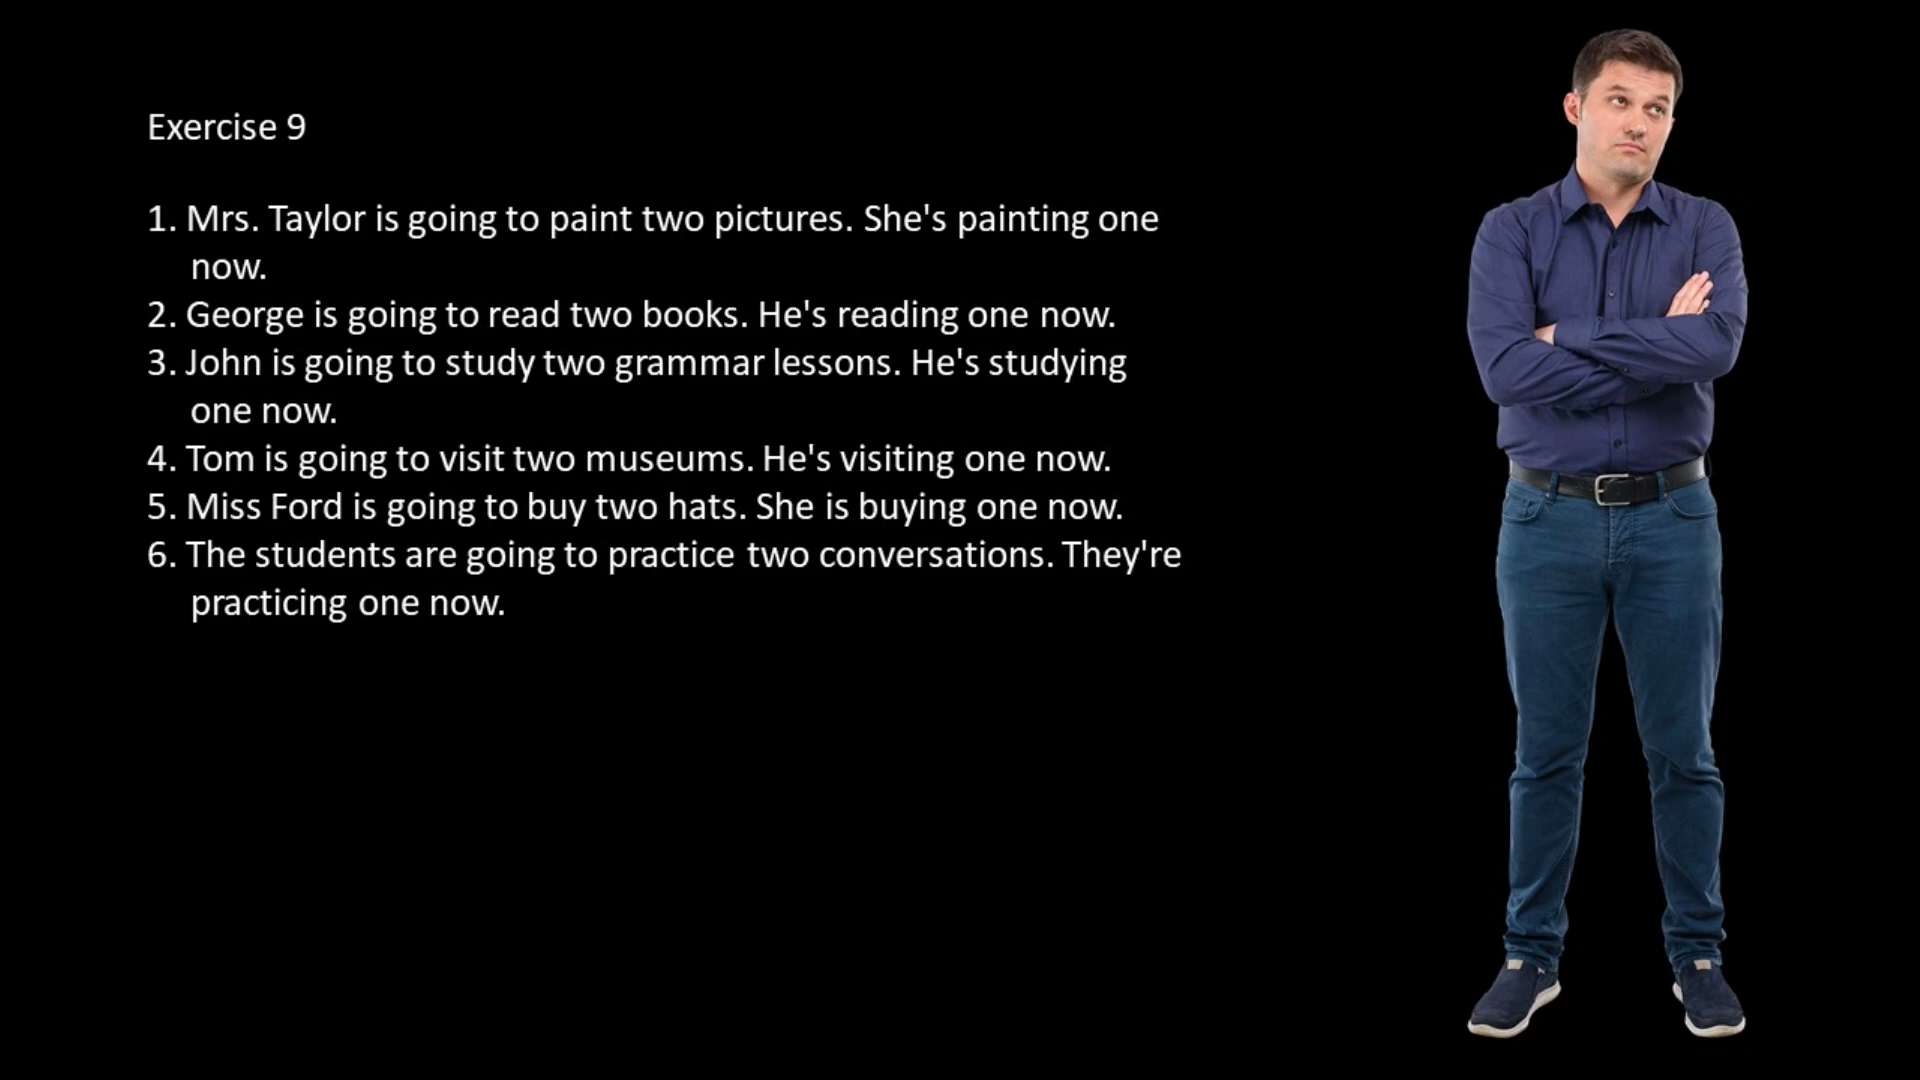 Exercise 9
1. Mrs. Taylor is going to paint two pictures. She's painting one
now.
2. George is going to read two books. He's reading one now.
3. John is going to study two grammar lessons. He's studying
one now.
4. Tom is going to visit two museums. He's visiting one now.
5. Miss Ford is going to buy two hats. She is buying one now.
6. The students are going to practice two conversations. They're
practicing one now.